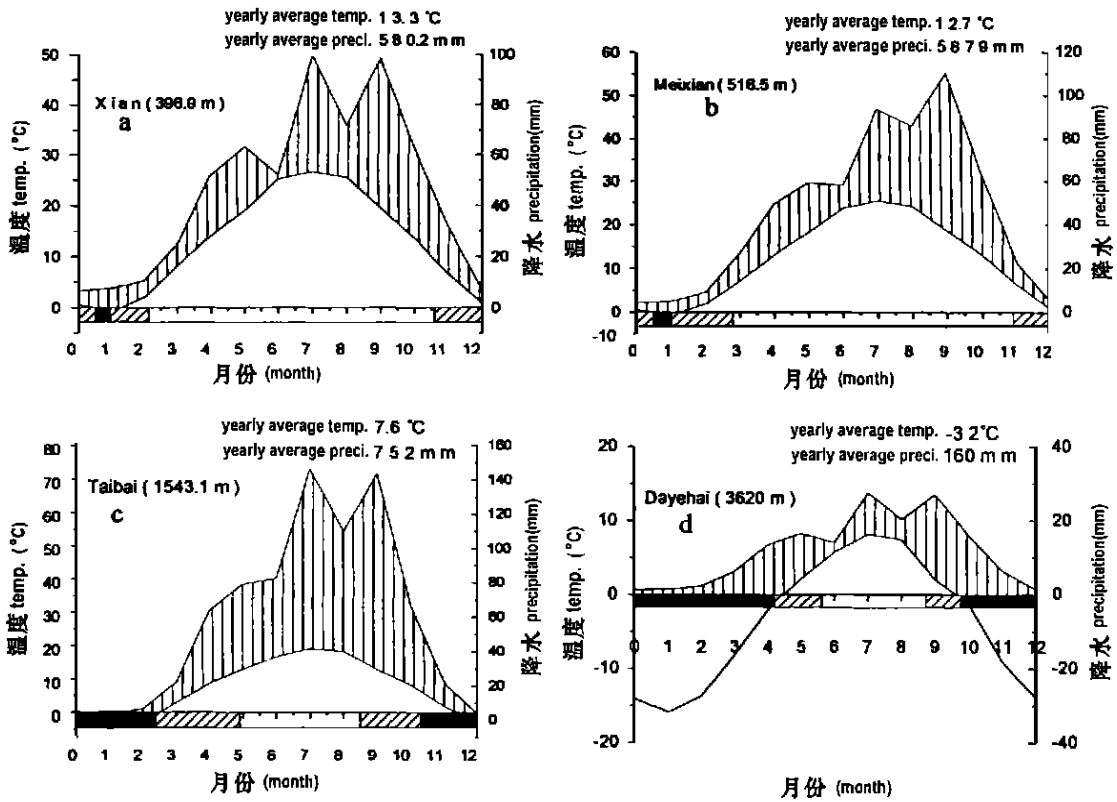 yearly average temp. 13.3 °C
yearly average preci. 580.2 mm
Xian (396.9 m)
a
温度 temp. (°C)
50
40
30
20
10
0
降水 precipitation(mm)
100
80
60
40
20
0
0 1 2 3 4 5 6 7 8 9 10 11 12
月份 (month)
yearly average temp. 12.7 °C
yearly average preci. 587 9 mm
Meixian (516.5 m)
b
温度 temp. (°C)
60
50
40
30
20
10
0
-10
降水 precipitation(mm)
120
100
80
60
40
20
0
0 1 2 3 4 5 6 7 8 9 10 11 12
月份 (month)
yearly average temp. 7.6 °C
yearly average preci. 752 mm
Taibai (1543.1 m)
c
温度 temp. (°C)
80
70
60
50
40
30
20
10
0
降水 precipitation(mm)
160
140
120
100
80
60
40
20
0
0 1 2 3 4 5 6 7 8 9 10 11 12
月份 (month)
yearly average temp. -3 2°C
yearly average preci. 160 mm
Dayehai (3620 m)
d
温度 temp. (°C)
20
10
0
-10
-20
降水 precipitation(mm)
40
20
0
-20
-40
0 1 2 3 4 5 6 7 8 9 10 11 12
月份 (month)